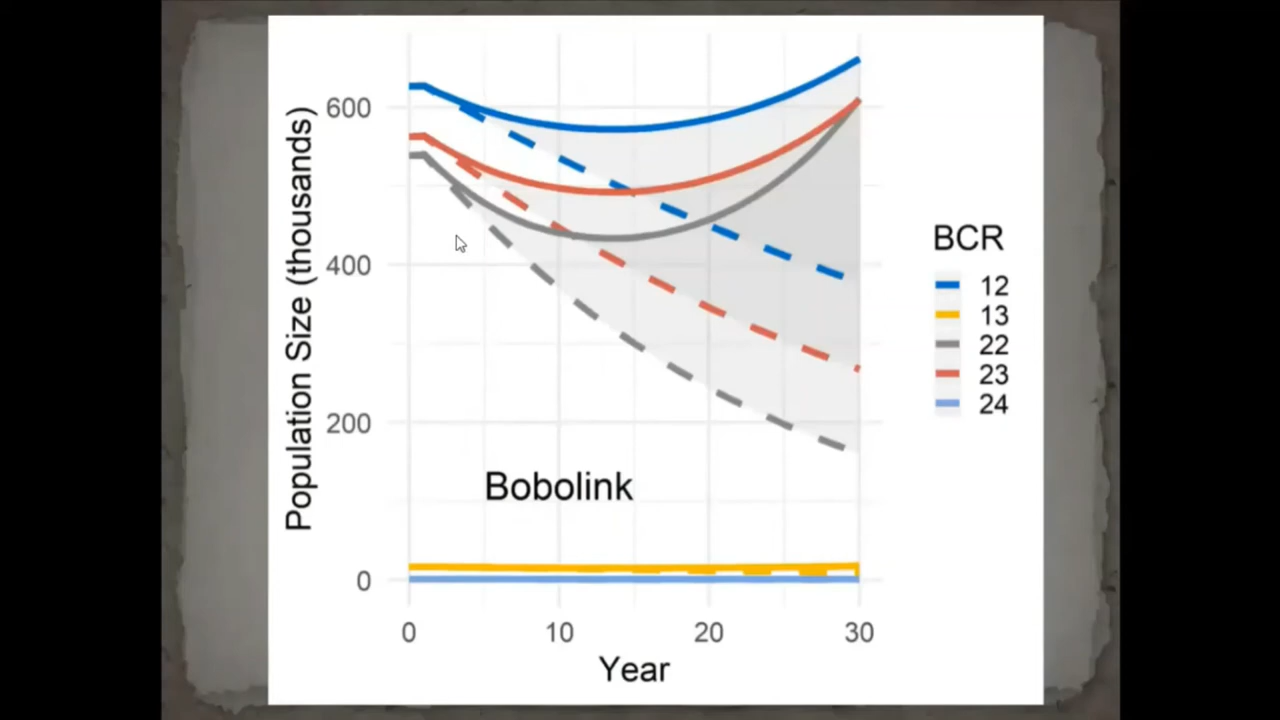 Population Size (thousands)
600
400
200
0
0 10 20 30
Year
Bobolink
BCR
12
13
22
23
24